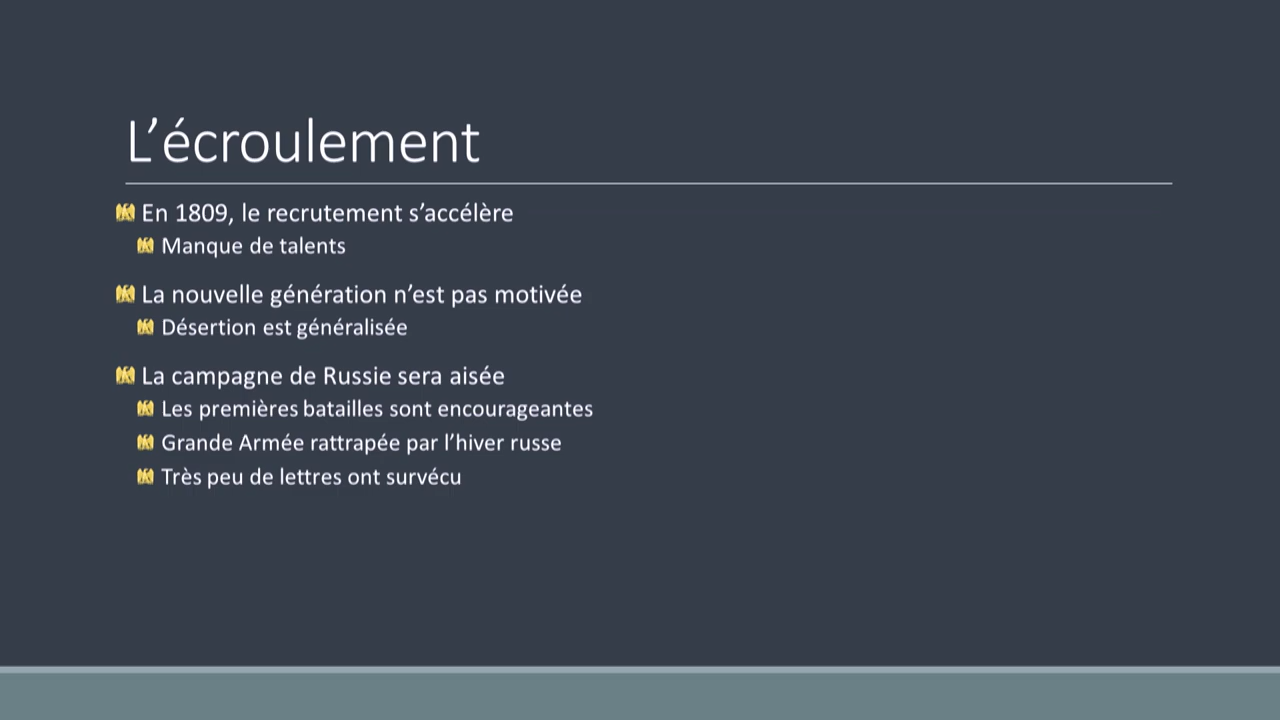 L’écroulement
En 1809, le recrutement s’accélère
Manque de talents
La nouvelle génération n’est pas motivée
Désertion est généralisée
La campagne de Russie sera aisée
Les premières batailles sont encourageantes
Grande Armée rattrapée par l’hiver russe
Très peu de lettres ont survécu